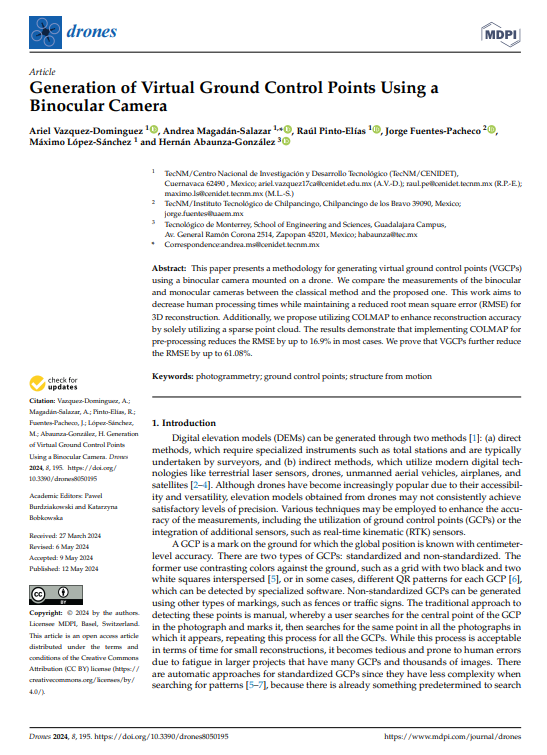 drones
MDPI
Article
Generation of Virtual Ground Control Points Using a
Binocular Camera
Ariel Vazquez-Dominguez 1, Andrea Magadán-Salazar 1,*, Raúl Pinto-Elías 1, Jorge Fuentes-Pacheco 2,
Máximo López-Sánchez 1 and Hernán Abaunza-González 3
1 TecNM/Centro Nacional de Investigación y Desarrollo Tecnológico (TecNM/CENIDET),
Cuernavaca 62490 , Mexico; ariel.vazquez17ca@cenidet.edu.mx (A.V.-D.); raul.pe@cenidet.tecnm.mx (R.P.-E.);
maximo.ls@cenidet.tecnm.mx (M.L.-S.)
2 TecNM/Instituto Tecnológico de Chilpancingo, Chilpancingo de los Bravo 39090, Mexico;
jorge.fuentes@uaem.mx
3 Tecnológico de Monterrey, School of Engineering and Sciences, Guadalajara Campus,
Av. General Ramón Corona 2514, Zapopan 45201, Mexico; habaunza@tec.mx
* Correspondence:andrea.ms@cenidet.tecnm.mx
Abstract: This paper presents a methodology for generating virtual ground control points (VGCPs)
using a binocular camera mounted on a drone. We compare the measurements of the binocular
and monocular cameras between the classical method and the proposed one. This work aims to
decrease human processing times while maintaining a reduced root mean square error (RMSE) for
3D reconstruction. Additionally, we propose utilizing COLMAP to enhance reconstruction accuracy
by solely utilizing a sparse point cloud. The results demonstrate that implementing COLMAP for
pre-processing reduces the RMSE by up to 16.9% in most cases. We prove that VGCPs further reduce
the RMSE by up to 61.08%.
Keywords: photogrammetry; ground control points; structure from motion
check for
updates
Citation: Vazquez-Dominguez, A.;
Magadán-Salazar, A.; Pinto-Elías, R.;
Fuentes-Pacheco, J.; López-Sánchez,
M.; Abaunza-González, H. Generation
of Virtual Ground Control Points
Using a Binocular Camera. Drones
2024, 8, 195. https://doi.org/
10.3390/drones8050195
Academic Editors: Pawel
Burdziakowski and Katarzyna
Bobkowska
Received: 27 March 2024
Revised: 6 May 2024
Accepted: 9 May 2024
Published: 12 May 2024
CC BY
Copyright: © 2024 by the authors.
Licensee MDPI, Basel, Switzerland.
This article is an open access article
distributed under the terms and
conditions of the Creative Commons
Attribution (CC BY) license (https://
creativecommons.org/licenses/by/
4.0/).
1. Introduction
Digital elevation models (DEMs) can be generated through two methods [1]: (a) direct
methods, which require specialized instruments such as total stations and are typically
undertaken by surveyors, and (b) indirect methods, which utilize modern digital tech-
nologies like terrestrial laser sensors, drones, unmanned aerial vehicles, airplanes, and
satellites [2–4]. Although drones have become increasingly popular due to their accessibil-
ity and versatility, elevation models obtained from drones may not consistently achieve
satisfactory levels of precision. Various techniques may be employed to enhance the accu-
racy of the measurements, including the utilization of ground control points (GCPs) or the
integration of additional sensors, such as real-time kinematic (RTK) sensors.
A GCP is a mark on the ground for which the global position is known with centimeter-
level accuracy. There are two types of GCPs: standardized and non-standardized. The
former use contrasting colors against the ground, such as a grid with two black and two
white squares interspersed [5], or in some cases, different QR patterns for each GCP [6],
which can be detected by specialized software. Non-standardized GCPs can be generated
using other types of markings, such as fences or traffic signs. The traditional approach to
detecting these points is manual, whereby a user searches for the central point of the GCP
in the photograph and marks it, then searches for the same point in all the photographs in
which it appears, repeating this process for all the GCPs. While this process is acceptable
in terms of time for small reconstructions, it becomes tedious and prone to human errors
due to fatigue in larger projects that have many GCPs and thousands of images. There
are automatic approaches for standardized GCPs since they have less complexity when
searching for patterns [5–7], because there is already something predetermined to search
Drones 2024, 8, 195. https://doi.org/10.3390/drones8050195
https://www.mdpi.com/journal/drones